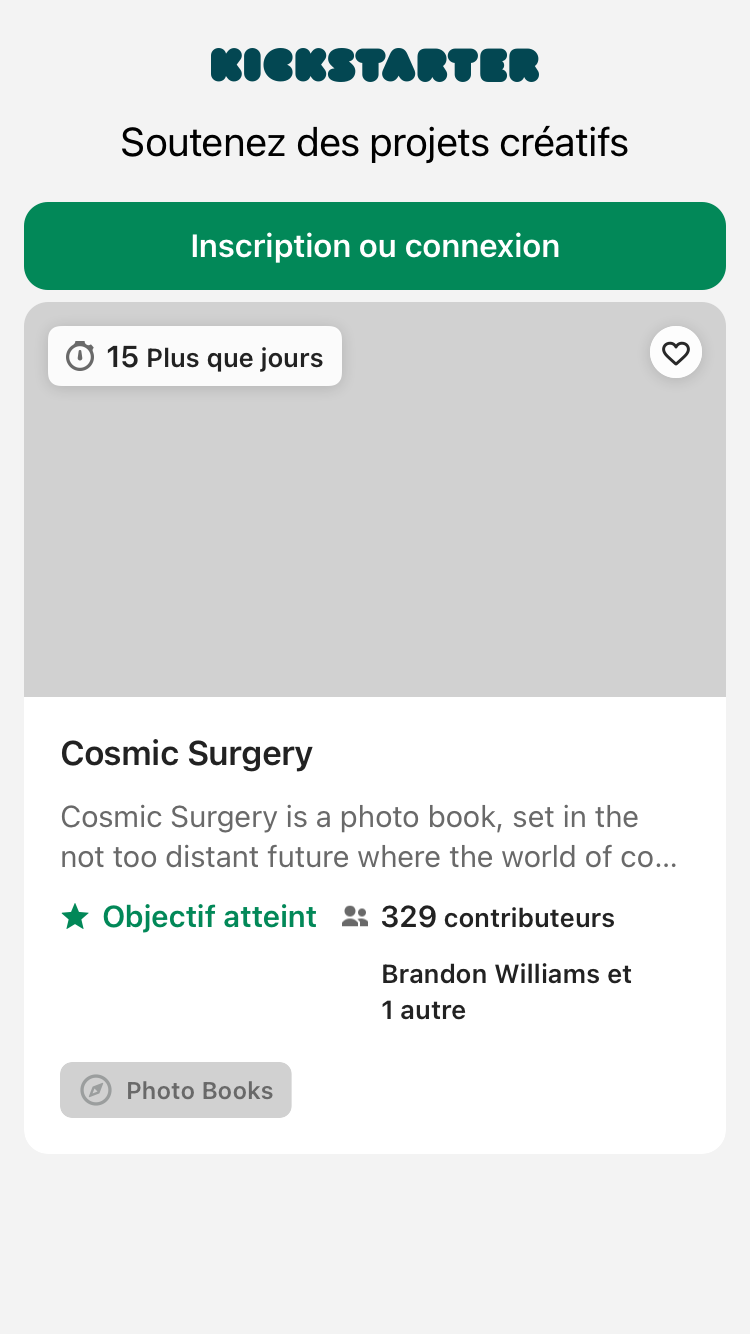 KICKSTARTER
Soutenez des projets créatifs
Inscription ou connexion
15 Plus que jours
Cosmic Surgery
Cosmic Surgery is a photo book, set in the
not too distant future where the world of co...
Objectif atteint
329 contributeurs
Brandon Williams et
1 autre
Photo Books